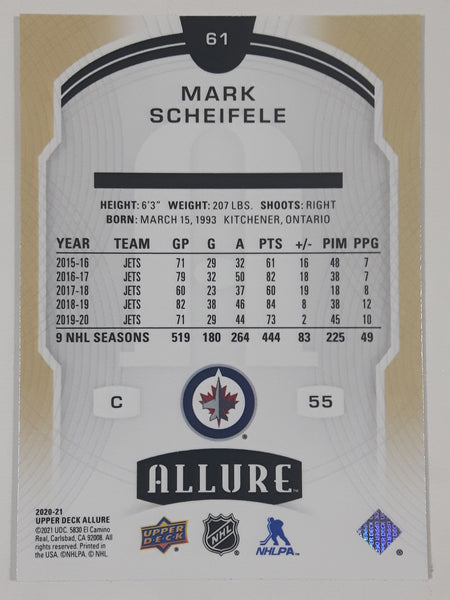 61
MARK
SCHEIFELE
HEIGHT: 6'3" WEIGHT: 207 LBS. SHOOTS: RIGHT
BORN: MARCH 15, 1993 KITCHENER, ONTARIO
YEAR TEAM GP G A PTS +/- PIM PPG
2015-16 JETS 71 29 32 61 16 48 7
2016-17 JETS 79 32 50 82 18 38 7
2017-18 JETS 60 23 37 60 19 18 8
2018-19 JETS 82 38 46 84 8 38 12
2019-20 JETS 71 29 44 73 2 45 10
9 NHL SEASONS 519 180 264 444 83 225 49
C 55
ALLURE
2020-21
UPPER DECK ALLURE
©2021 UDC. 5830 El Camino
Real, Carlsbad, CA 92008. All
rights reserved. Printed in
the USA. ©NHLPA. © NHL.
UPPER DECK
NHL
NHLPA